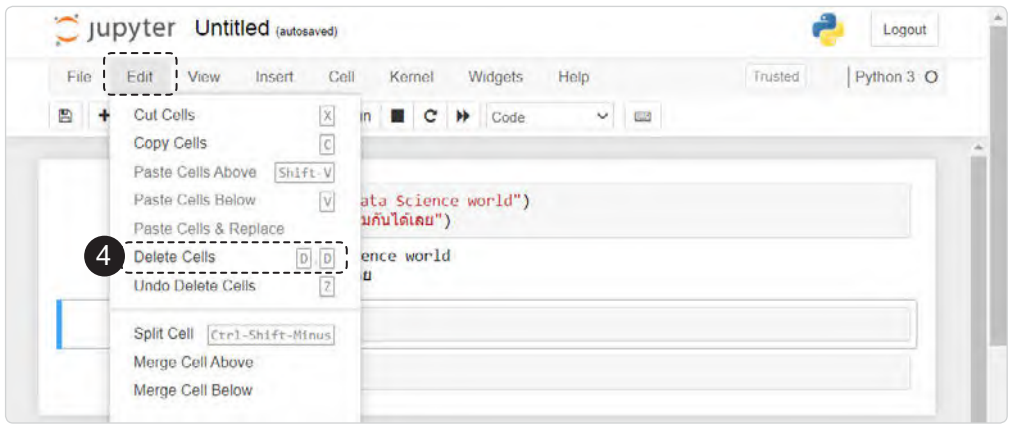 jupyter Untitled (autosaved) Logout
File Edit View Insert Cell Kernel Widgets Help Trusted Python 3
Code
Cut Cells X
Copy Cells C
Paste Cells Above Shift-V
Paste Cells Below V
Paste Cells & Replace
4 Delete Cells D,D
Undo Delete Cells Z
Split Cell Ctrl-Shift-Minus
Merge Cell Above
Merge Cell Below
ata Science world")
มกันได้เลย")
ence world
ย